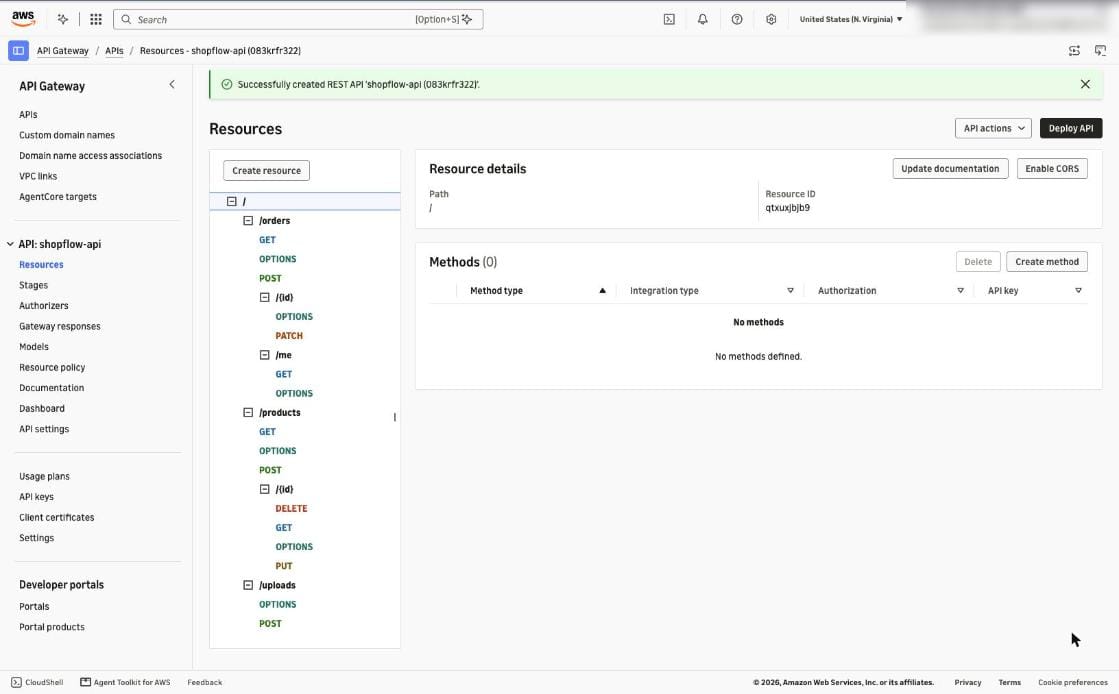 aws
Search
[Option+S]
United States (N. Virginia)
API Gateway / APIs / Resources - shopflow-api (083krfr322)
API Gateway
APIs
Custom domain names
Domain name access associations
VPC links
AgentCore targets
API: shopflow-api
Resources
Stages
Authorizers
Gateway responses
Models
Resource policy
Documentation
Dashboard
API settings
Usage plans
API keys
Client certificates
Settings
Developer portals
Portals
Portal products
Successfully created REST API 'shopflow-api (083krfr322)'.
Resources
API actions
Deploy API
Create resource
/
/orders
GET
OPTIONS
POST
/{id}
OPTIONS
PATCH
/me
GET
OPTIONS
/products
GET
OPTIONS
POST
/{id}
DELETE
GET
OPTIONS
PUT
/uploads
OPTIONS
POST
Resource details
Update documentation
Enable CORS
Path
/
Resource ID
qtxuxjbjb9
Methods (0)
Delete
Create method
Method type
Integration type
Authorization
API key
No methods
No methods defined.
CloudShell
Agent Toolkit for AWS
Feedback
© 2026, Amazon Web Services, Inc. or its affiliates.
Privacy
Terms
Cookie preferences